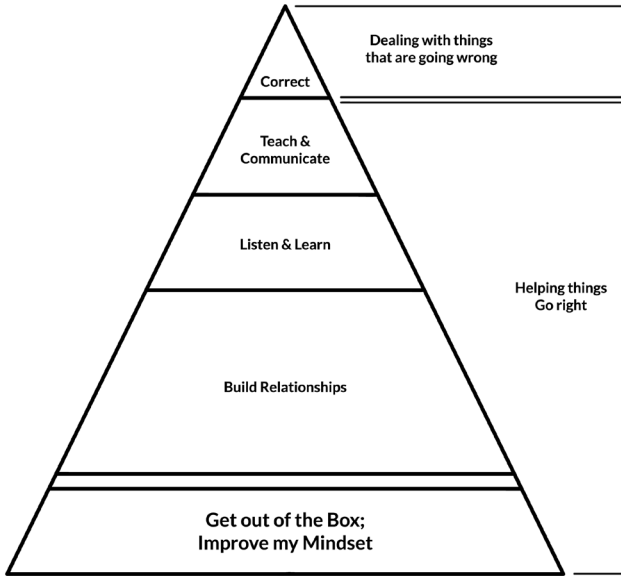 Dealing with things
that are going wrong
Correct
Teach &
Communicate
Listen & Learn
Helping things
Go right
Build Relationships
Get out of the Box;
Improve my Mindset